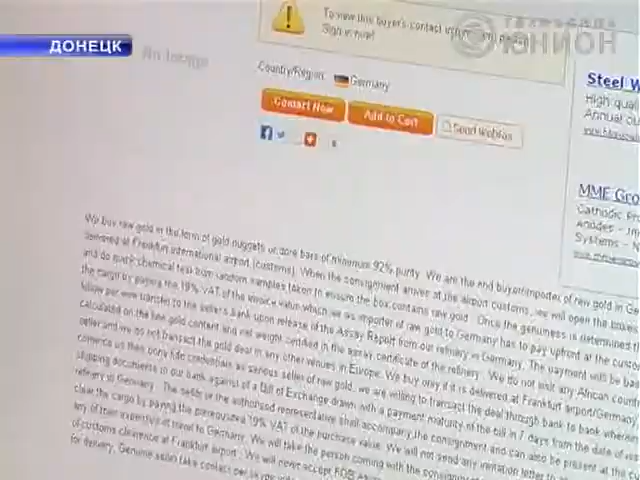 To view this buyer's contact
Sign in now!
ДОНЕЦК
ЮНИОН
No Image
Country/Region: Germany
Contact Now
Add to Cart
Send Webfax
Steel W
High qual
Annual ou
MME Gro
Cathodic Pro
Anodes - Im
Systems -
We buy raw gold in the form of gold nuggets or dore bars of minimum 92% purity. We are the end buyer/importer of raw gold in Ge
delivered at Frankfurt international airport (customs). When the consignment arrives at the airport customs, we will open the boxes
and do quick chemical test from random samples taken to ensure the box contains raw gold. Once the genuineness is determined t
the cargo by paying the 19% VAT of the invoice value which we as importer of raw gold to Germany has to pay upfront at the custo
follow per wire transfer to the seller's bank upon release of the Assay Report from our refinery in Germany. The payment will be ba
calculated on the fine gold content and net weight certified in the assay certificate of the refinery. We do not visit any African countr
seller and we do not transact the gold deal in any other venues in Europe. We buy only if it is delivered at Frankfurt airport/Germany
convince us their bony fide credentials as serious seller of raw gold, we are willing to transact the deal through bank to bank whereb
shipping documents to our bank against of a Bill of Exchange drawn with a payment maturity of the bill in 7 days from the date of
refinery in Germany. The seller or the authorised representative shall accompany the consignment and can also be present at the cu
clear the cargo by paying the prerequisites 19% VAT of the purchase value. We will not send any invitation letter to
any of their expenses of travel to Germany. We will take the person coming with the
of customs clearance at Frankfurt airport. We will never accept FOB
for delivery. Genuine seller take contact per